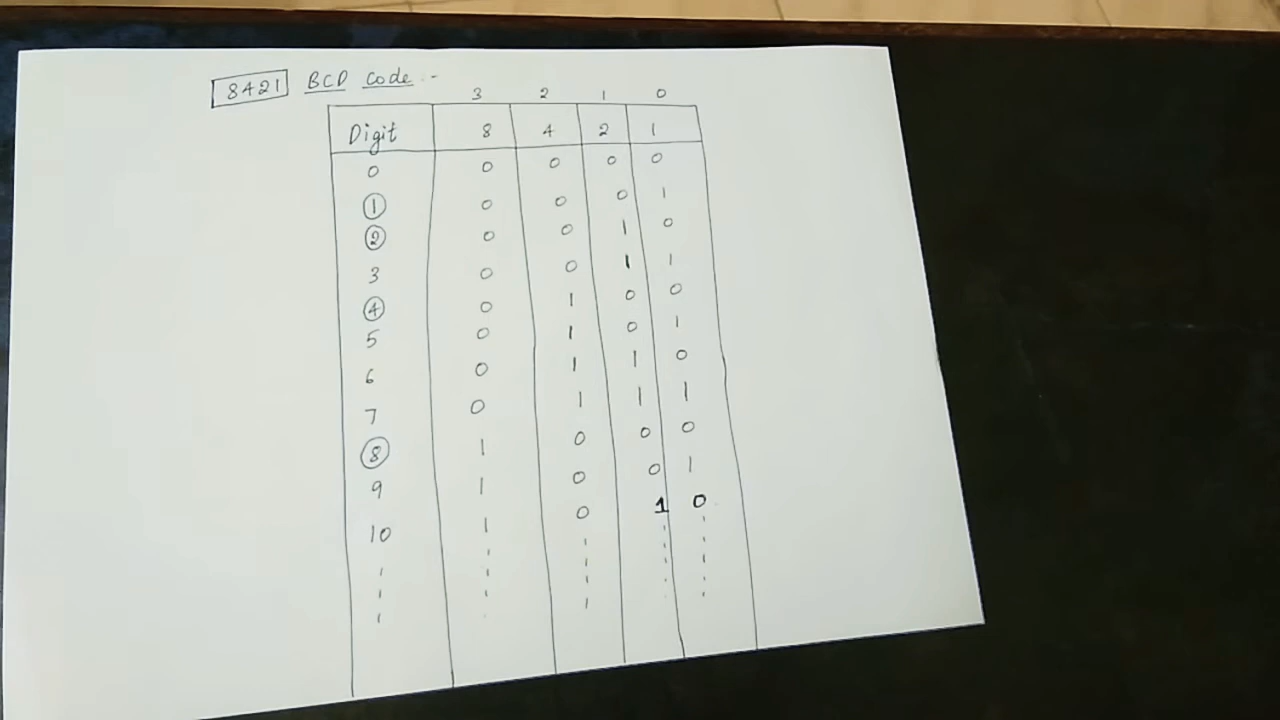 8421 BCD Code :-
3 2 1 0
Digit 8 4 2 1
0 0 0 0 0
1 0 0 0 1
2 0 0 1 0
3 0 0 1 1
4 0 1 0 0
5 0 1 0 1
6 0 1 1 0
7 0 1 1 1
8 1 0 0 0
9 1 0 0 1
10 1 0 1 0